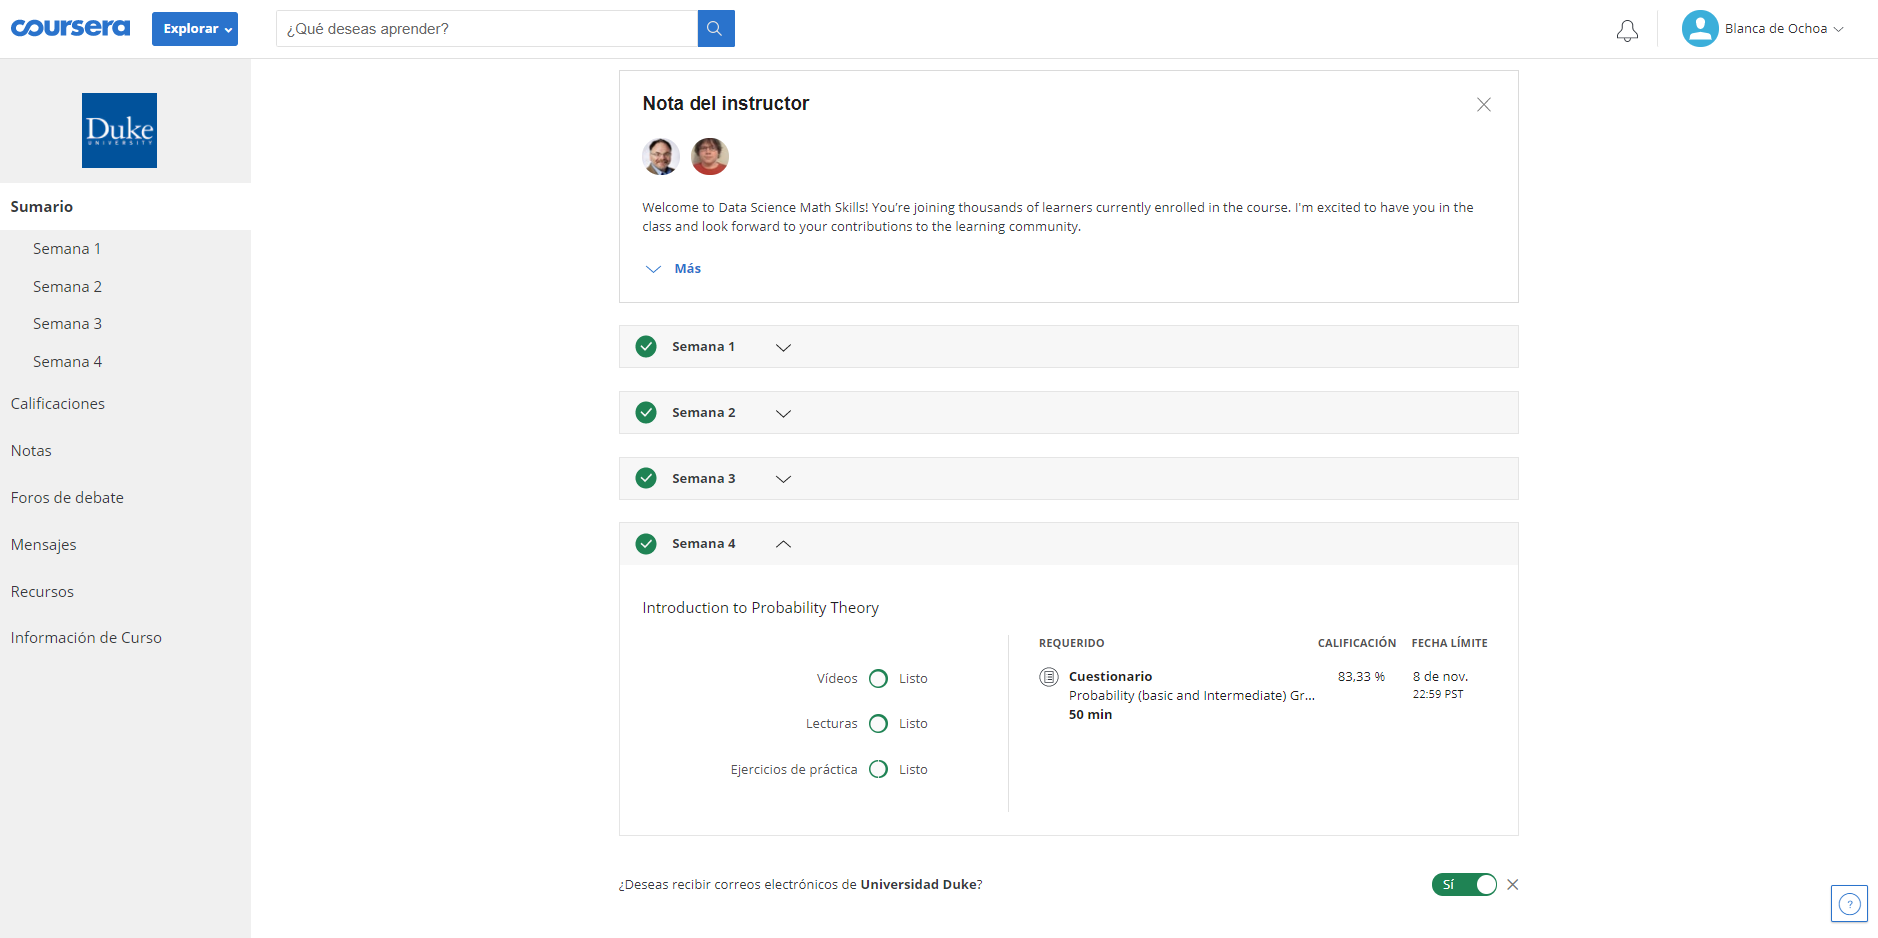 coursera
Explorar
¿Qué deseas aprender?
Blanca de Ochoa
Duke
UNIVERSITY
Sumario
Semana 1
Semana 2
Semana 3
Semana 4
Calificaciones
Notas
Foros de debate
Mensajes
Recursos
Información de Curso
Nota del instructor
Welcome to Data Science Math Skills! You’re joining thousands of learners currently enrolled in the course. I'm excited to have you in the
class and look forward to your contributions to the learning community.
Más
Semana 1
Semana 2
Semana 3
Semana 4
Introduction to Probability Theory
Vídeos Listo
Lecturas Listo
Ejercicios de práctica Listo
REQUERIDO CALIFICACIÓN FECHA LÍMITE
Cuestionario 83,33 % 8 de nov.
Probability (basic and Intermediate) Gr... 22:59 PST
50 min
¿Deseas recibir correos electrónicos de Universidad Duke?
Sí
?